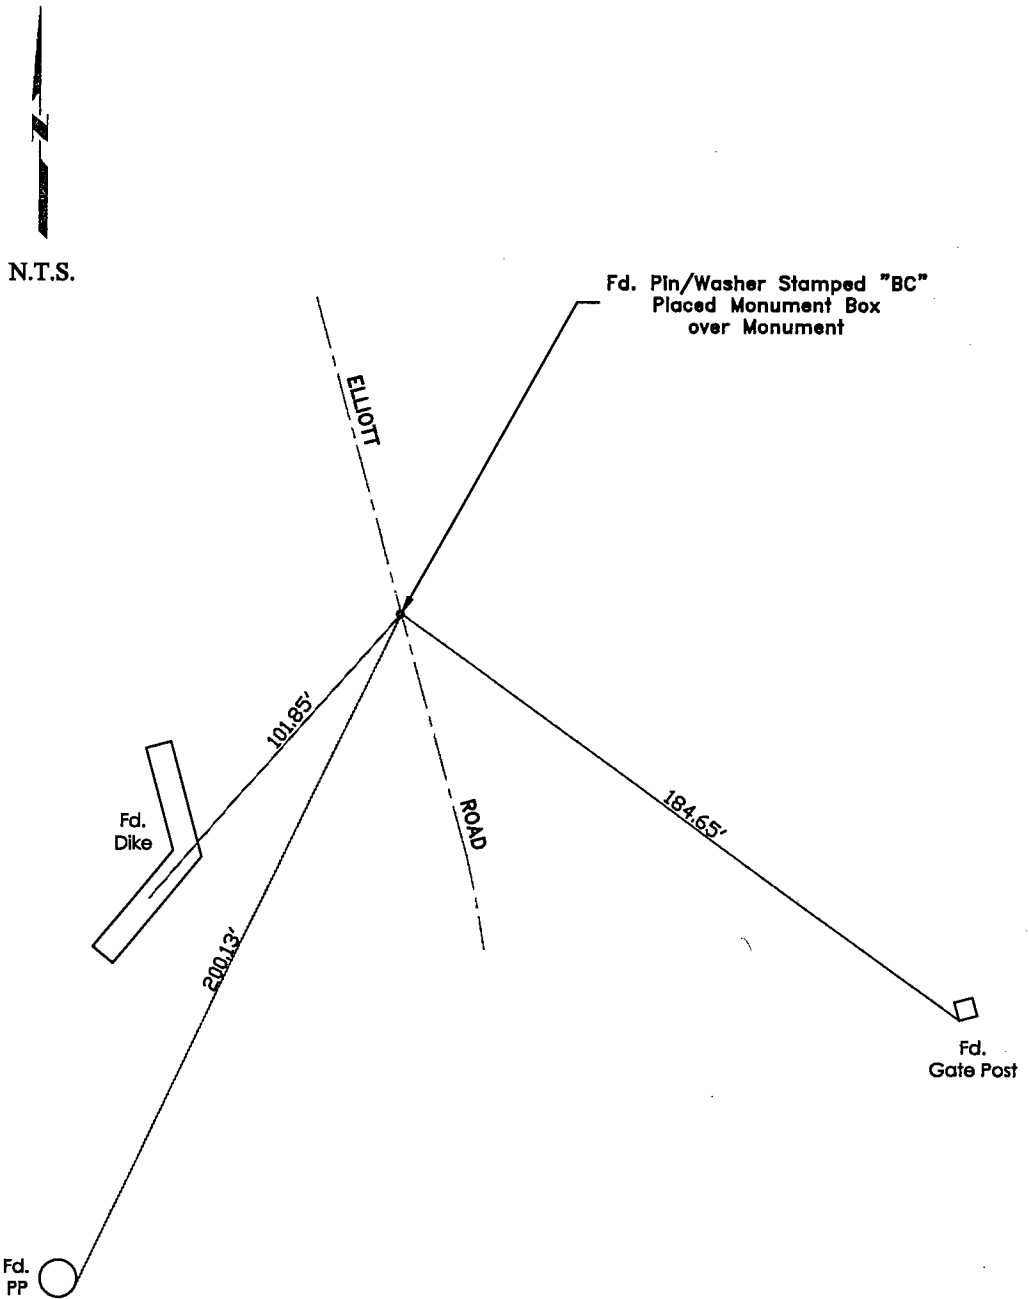 N.T.S.
Fd. Pin/Washer Stamped "BC"
Placed Monument Box
over Monument
ELLIOTT
101.85'
184.65'
ROAD
Fd.
Dike
200.13'
Fd.
Gate Post
Fd.
PP